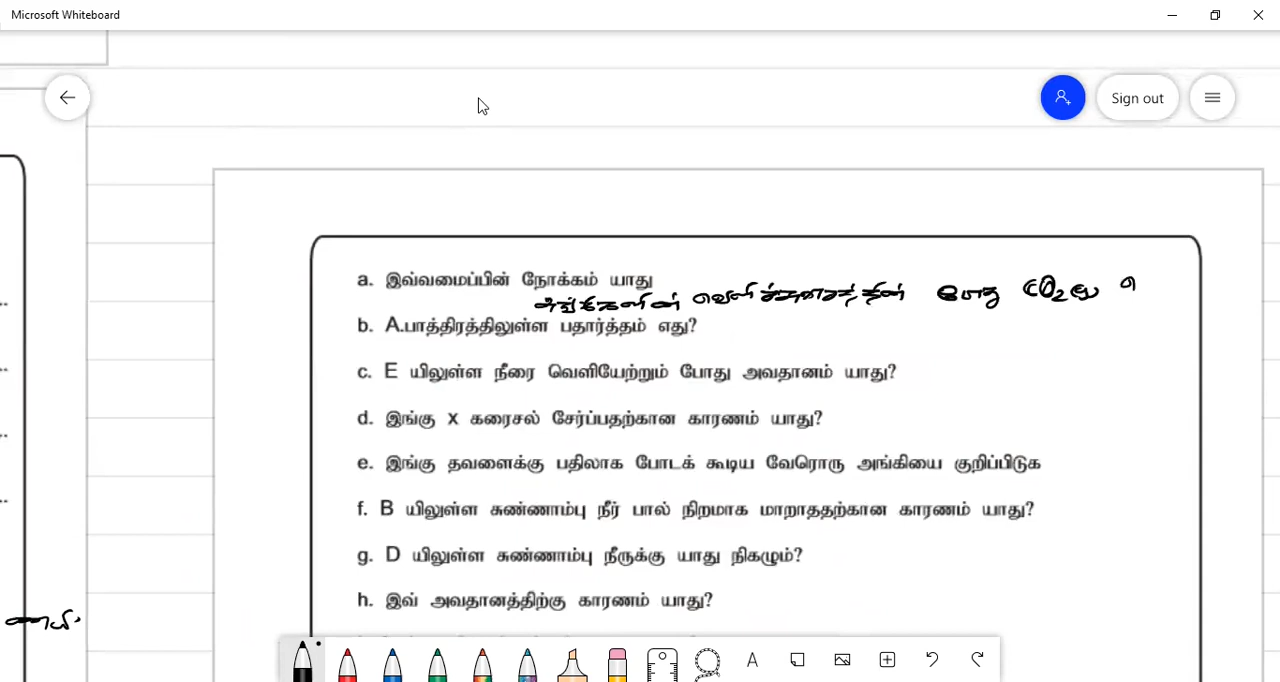 Microsoft Whiteboard
Sign out
a. இவ்வமைப்பின் நோக்கம் யாது
போது CO2
b. A.பாத்திரத்திலுள்ள பதார்த்தம் எது?
c. E யிலுள்ள நீரை வெளியேற்றும் போது அவதானம் யாது?
d. இங்கு x கரைசல் சேர்ப்பதற்கான காரணம் யாது?
e. இங்கு தவளைக்கு பதிலாக போடக் கூடிய வேரொரு அங்கியை குறிப்பிடுக
f. B யிலுள்ள சுண்ணாம்பு நீர் பால் நிறமாக மாறாததற்கான காரணம் யாது?
g. D யிலுள்ள சுண்ணாம்பு நீருக்கு யாது நிகழும்?
h. இவ் அவதானத்திற்கு காரணம் யாது?